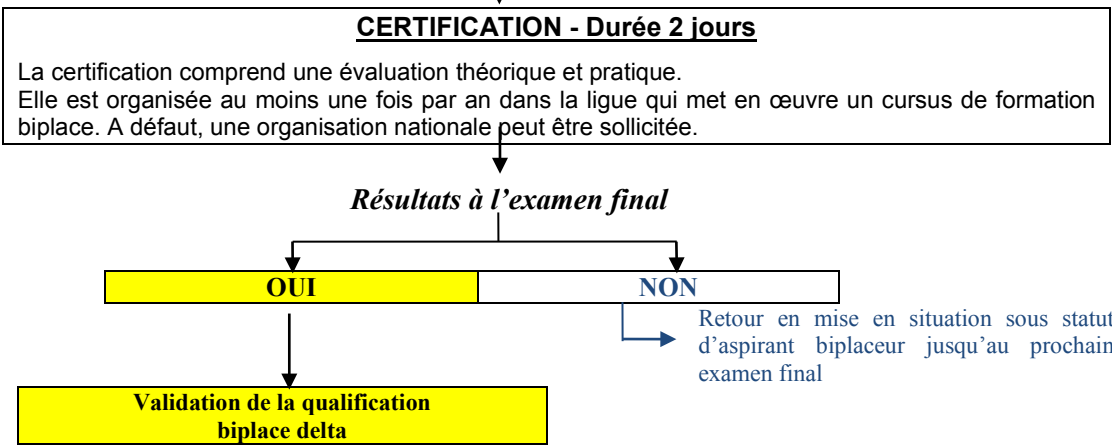 CERTIFICATION - Durée 2 jours
La certification comprend une évaluation théorique et pratique.
Elle est organisée au moins une fois par an dans la ligue qui met en œuvre un cursus de formation
biplace. A défaut, une organisation nationale peut être sollicitée.
Résultats à l’examen final
OUI
NON
Retour en mise en situation sous statut
d’aspirant biplaceur jusqu’au prochain
examen final
Validation de la qualification
biplace delta